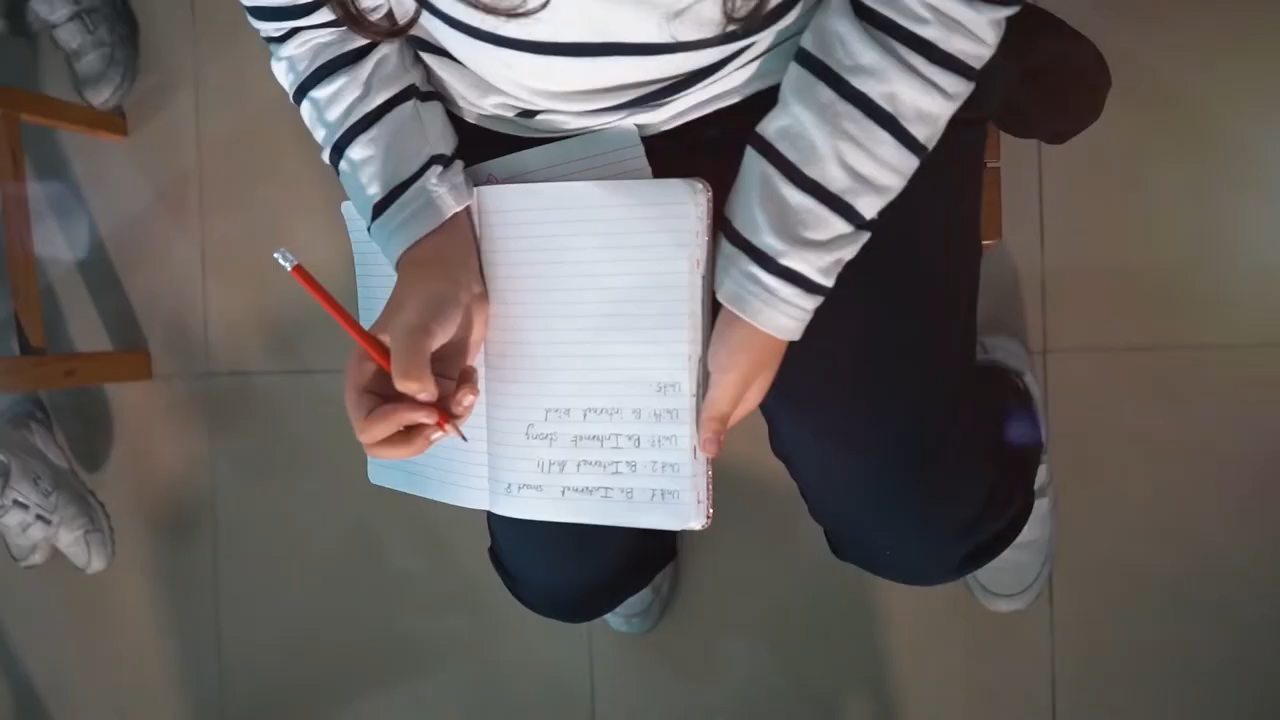 Unit 1 Be Internet smart
Unit 2: Be Internet
Unit 3: Be Internet strong
Unit 4: Be internet kind
Unit 5: